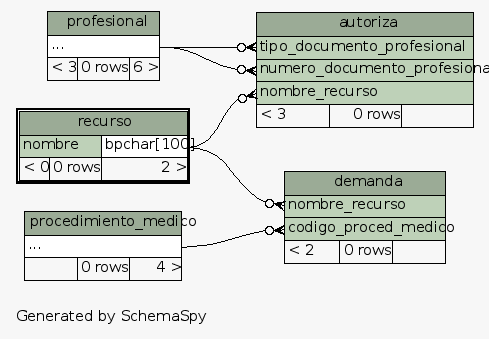 profesional
...
< 3 0 rows 6 >
autoriza
tipo_documento_profesional
numero_documento_profesiona
nombre_recurso
< 3 0 rows
recurso
nombre bpchar[100]
< 0 0 rows 2 >
demanda
nombre_recurso
codigo_proced_medico
< 2 0 rows
procedimiento_medico
...
0 rows 4 >
Generated by SchemaSpy